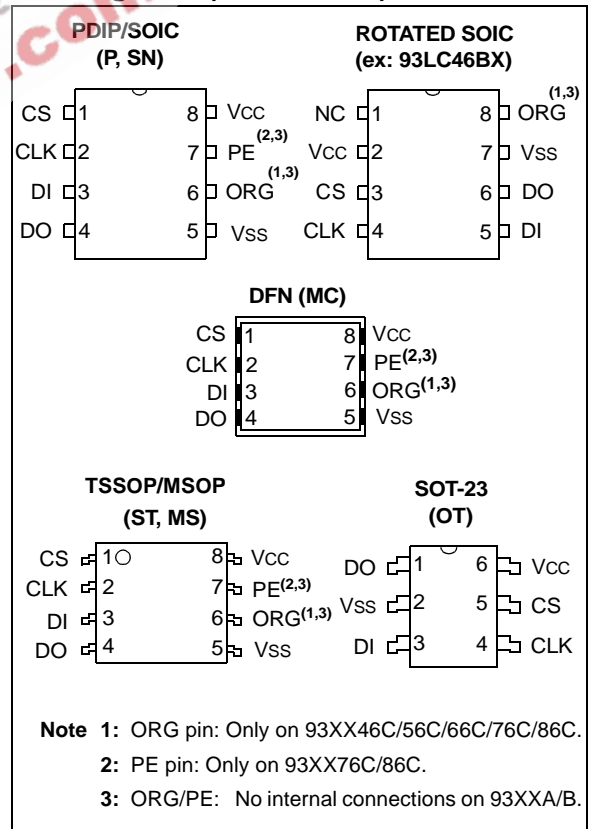 .com
PDIP/SOIC
(P, SN)
CS 1 8 VCC
CLK 2 7 PE (2,3)
DI 3 6 ORG (1,3)
DO 4 5 VSS
ROTATED SOIC
(ex: 93LC46BX)
NC 1 8 ORG (1,3)
VCC 2 7 VSS
CS 3 6 DO
CLK 4 5 DI
DFN (MC)
CS 1 8 VCC
CLK 2 7 PE(2,3)
DI 3 6 ORG(1,3)
DO 4 5 VSS
TSSOP/MSOP
(ST, MS)
CS 1 8 VCC
CLK 2 7 PE(2,3)
DI 3 6 ORG(1,3)
DO 4 5 VSS
SOT-23
(OT)
DO 1 6 VCC
VSS 2 5 CS
DI 3 4 CLK
Note 1: ORG pin: Only on 93XX46C/56C/66C/76C/86C.
2: PE pin: Only on 93XX76C/86C.
3: ORG/PE: No internal connections on 93XXA/B.